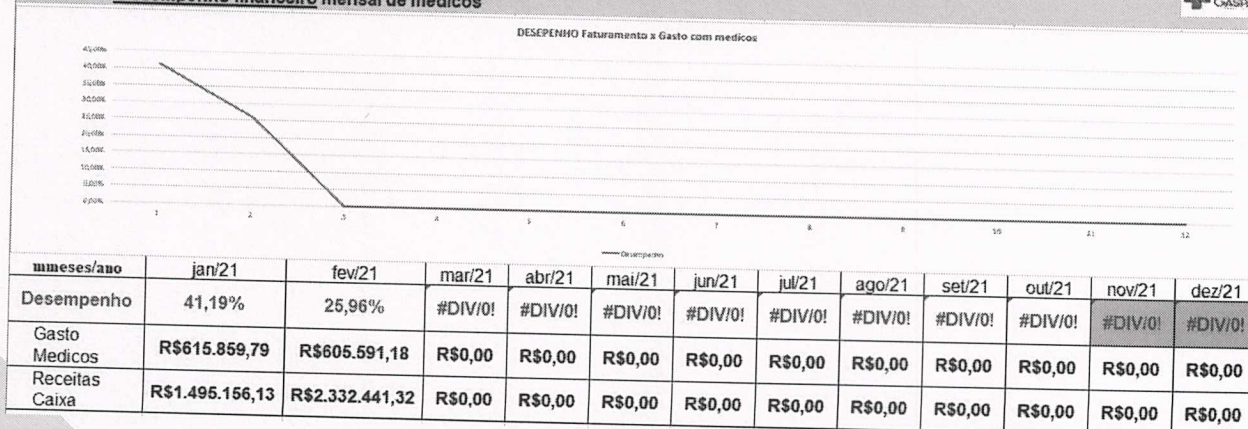 financeiro mensal de médicos
GASP
DESEPENHO Faturamento x Gasto com medicos
45,00%
40,00%
35,00%
30,00%
25,00%
20,00%
15,00%
10,00%
5,00%
0,00%
1 2 3 4 5 6 7 8 9 10 11 12
Desempenho
mmeses/ano jan/21 fev/21 mar/21 abr/21 mai/21 jun/21 jul/21 ago/21 set/21 out/21 nov/21 dez/21
Desempenho 41,19% 25,96% #DIV/0! #DIV/0! #DIV/0! #DIV/0! #DIV/0! #DIV/0! #DIV/0! #DIV/0! #DIV/0! #DIV/0!
Gasto
Medicos R$615.859,79 R$605.591,18 R$0,00 R$0,00 R$0,00 R$0,00 R$0,00 R$0,00 R$0,00 R$0,00 R$0,00 R$0,00
Receitas
Caixa R$1.495.156,13 R$2.332.441,32 R$0,00 R$0,00 R$0,00 R$0,00 R$0,00 R$0,00 R$0,00 R$0,00 R$0,00 R$0,00